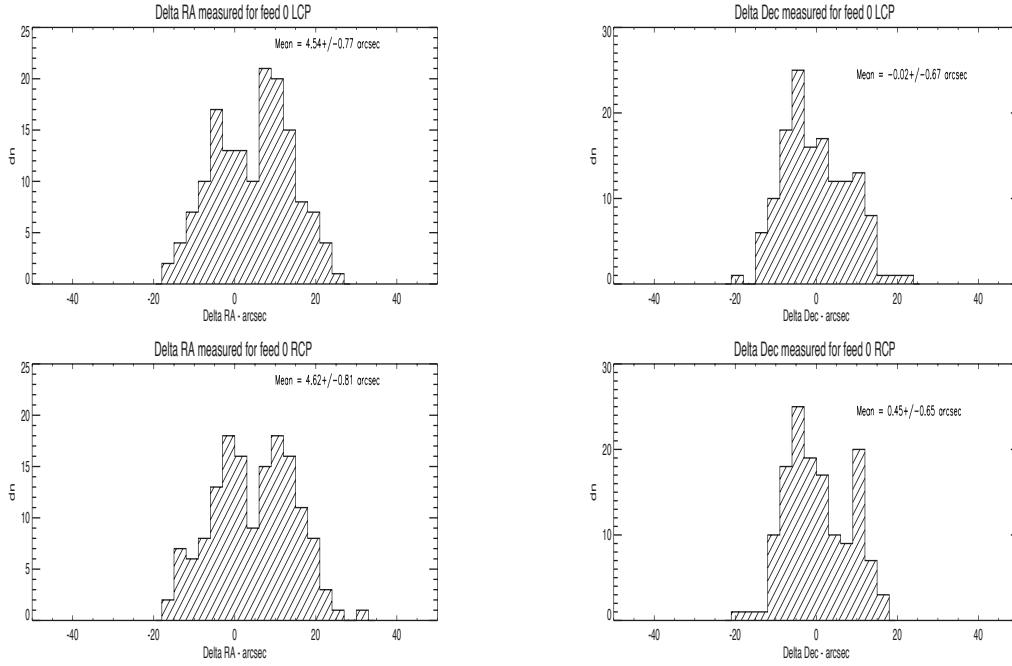 Delta RA measured for feed 0 LCP
Mean = 4.54+/-0.77 arcsec
25
20
15
10
5
0
dn
-40 -20 0 20 40
Delta RA - arcsec
Delta Dec measured for feed 0 LCP
Mean = -0.02+/-0.67 arcsec
30
20
10
0
dn
-40 -20 0 20 40
Delta Dec - arcsec
Delta RA measured for feed 0 RCP
Mean = 4.62+/-0.81 arcsec
25
20
15
10
5
0
dn
-40 -20 0 20 40
Delta RA - arcsec
Delta Dec measured for feed 0 RCP
Mean = 0.45+/-0.65 arcsec
30
20
10
0
dn
-40 -20 0 20 40
Delta Dec - arcsec